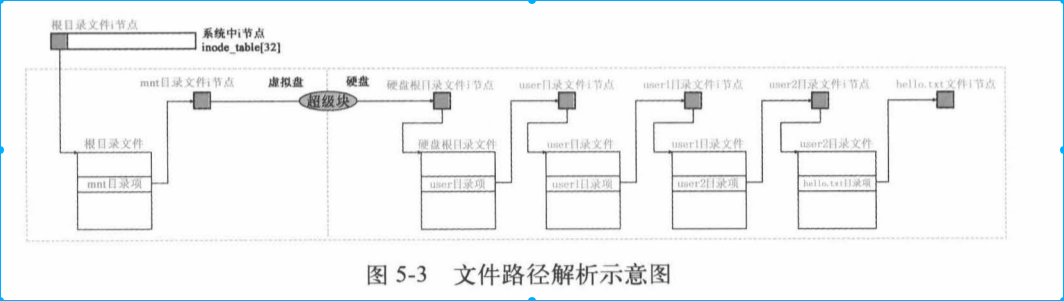 根目录文件i节点
系统中i节点
inode_table[32]
mnt目录文件i节点
虚拟盘
硬盘
硬盘根目录文件i节点
user目录文件i节点
user1目录文件i节点
user2目录文件i节点
hello.txt文件i节点
超级块
根目录文件
硬盘根目录文件
user目录文件
user1目录文件
user2目录文件
mnt目录项
user目录项
user1目录项
user2目录项
hello.txt目录项
图 5-3 文件路径解析示意图